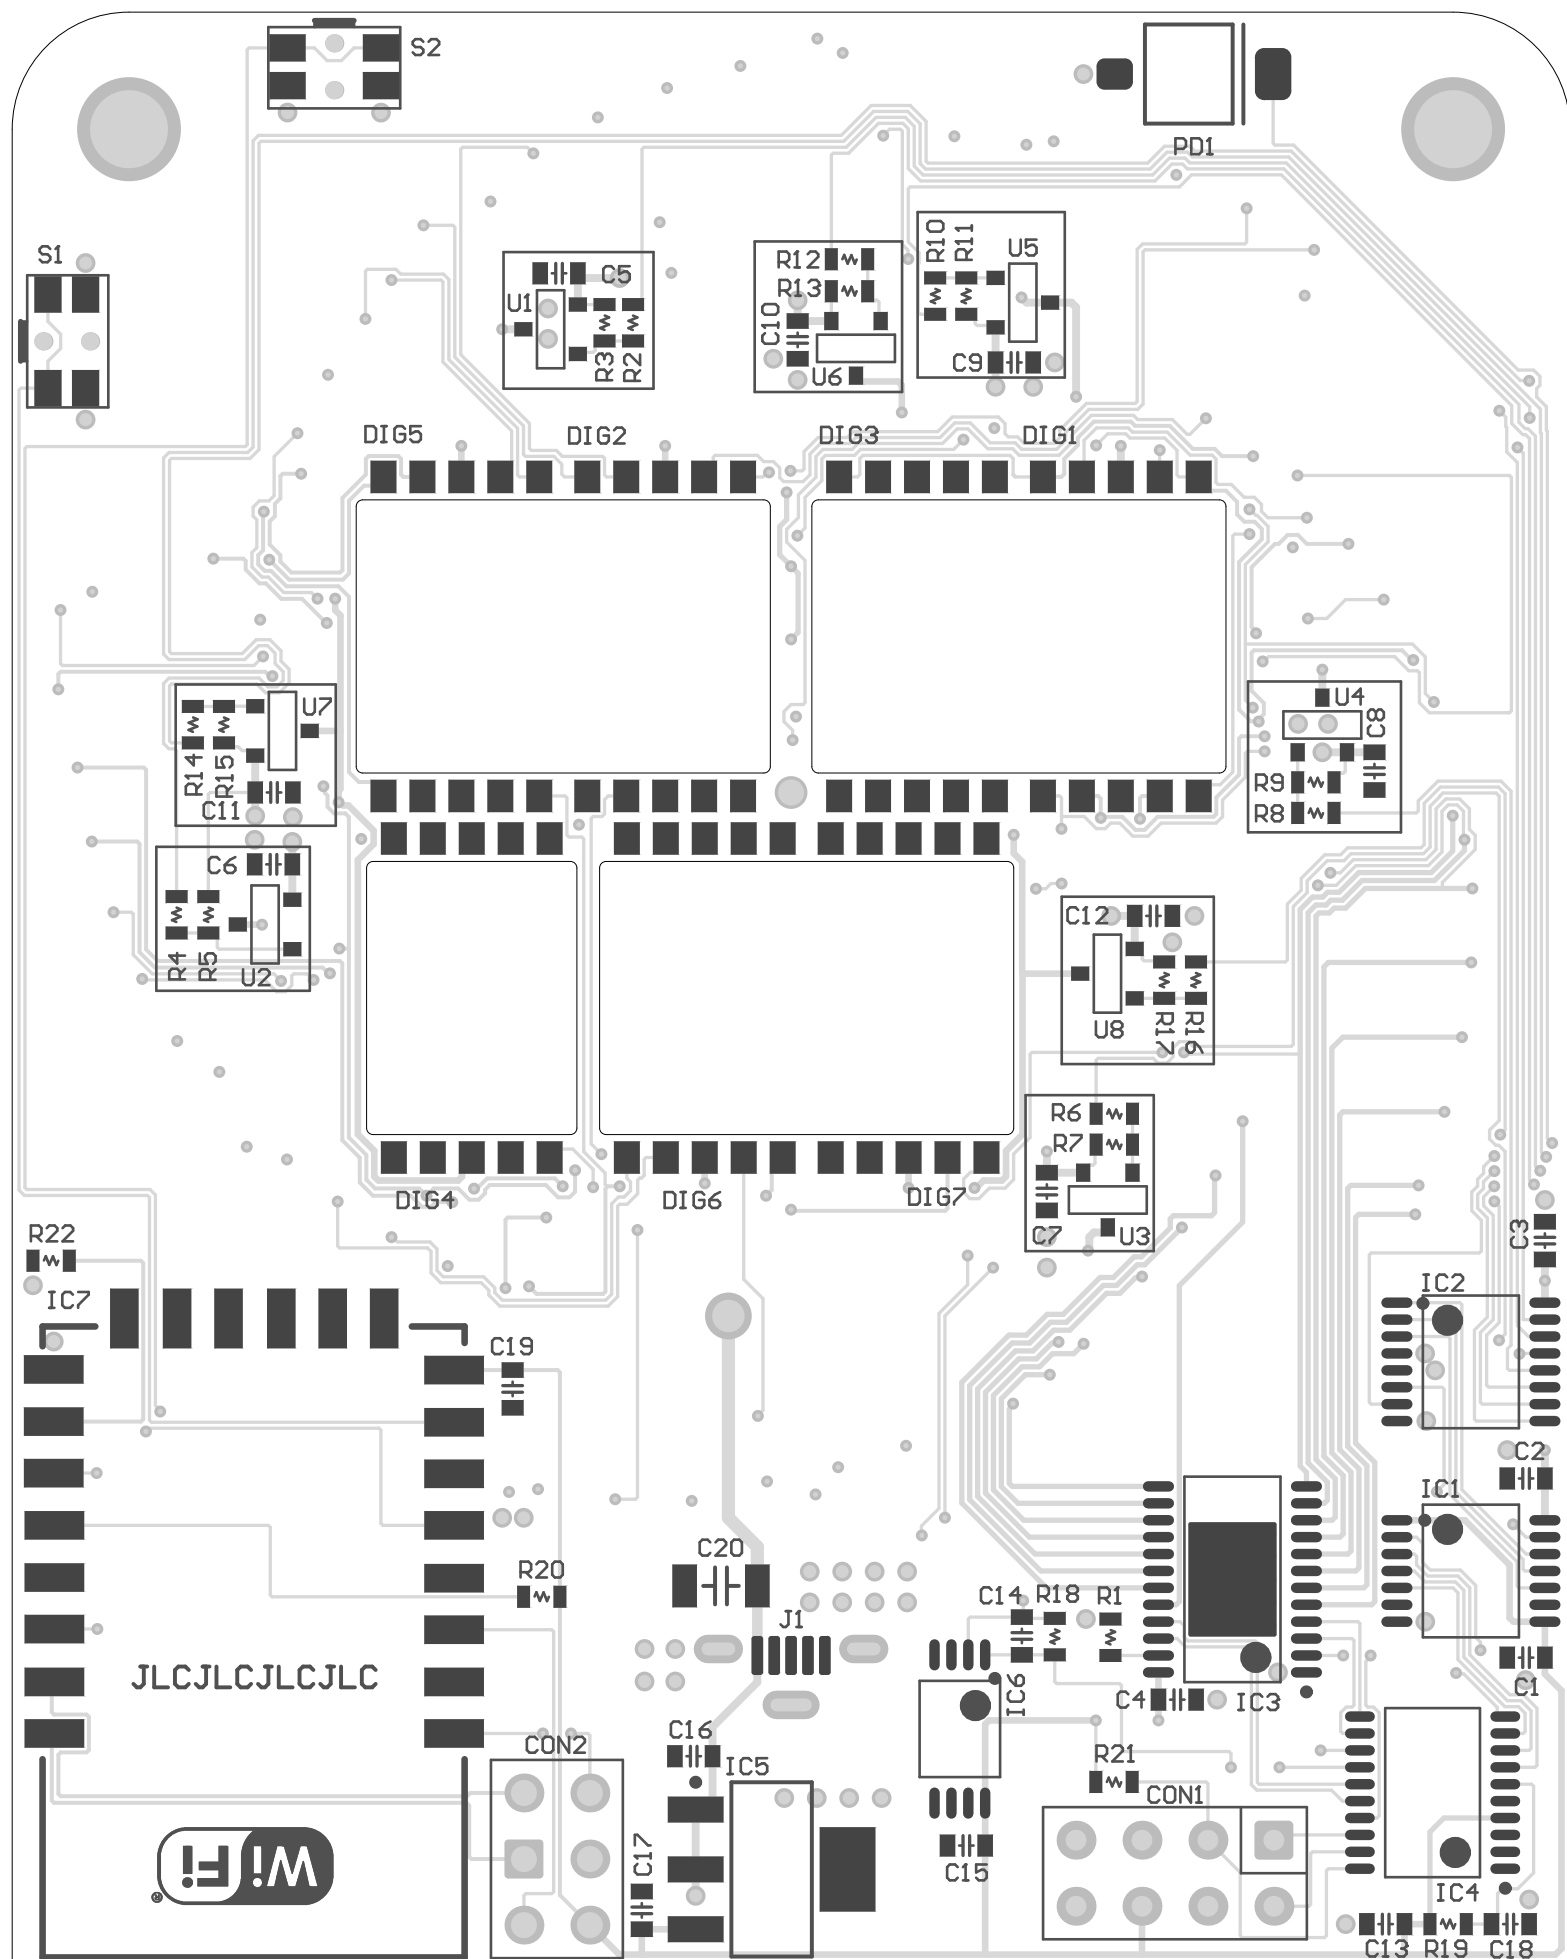 S2
PD1
S1
R10
R11
U5
R12
R13
C5
U1
C10
R3
R2
U6
C9
DIG5
DIG2
DIG3
DIG1
U7
U4
C8
R14
R15
R9
C11
R8
C6
C12
R4
R5
U2
U8
R17
R16
R6
R7
DIG4
DIG6
DIG7
C7
U3
R22
C3
IC7
IC2
C19
C2
IC1
C20
R20
C14
R18
R1
J1
JLCJLCJLCJLC
IC6
C4
IC3
C1
C16
CON2
IC5
R21
CON1
C17
C15
WiFi
®
IC4
C13
R19
C18